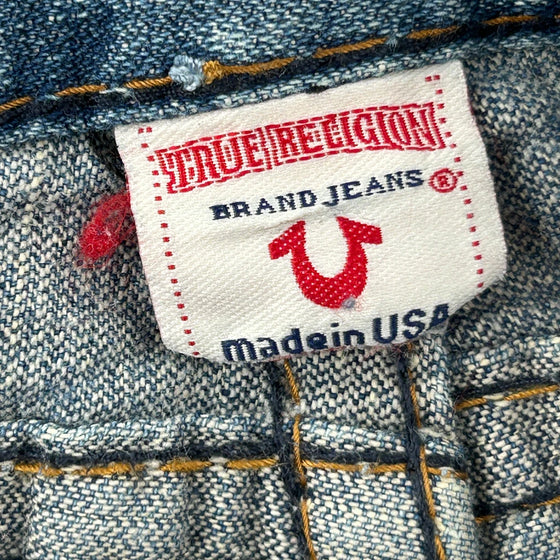 TRUE RELIGION
BRAND JEANS ®
made in USA